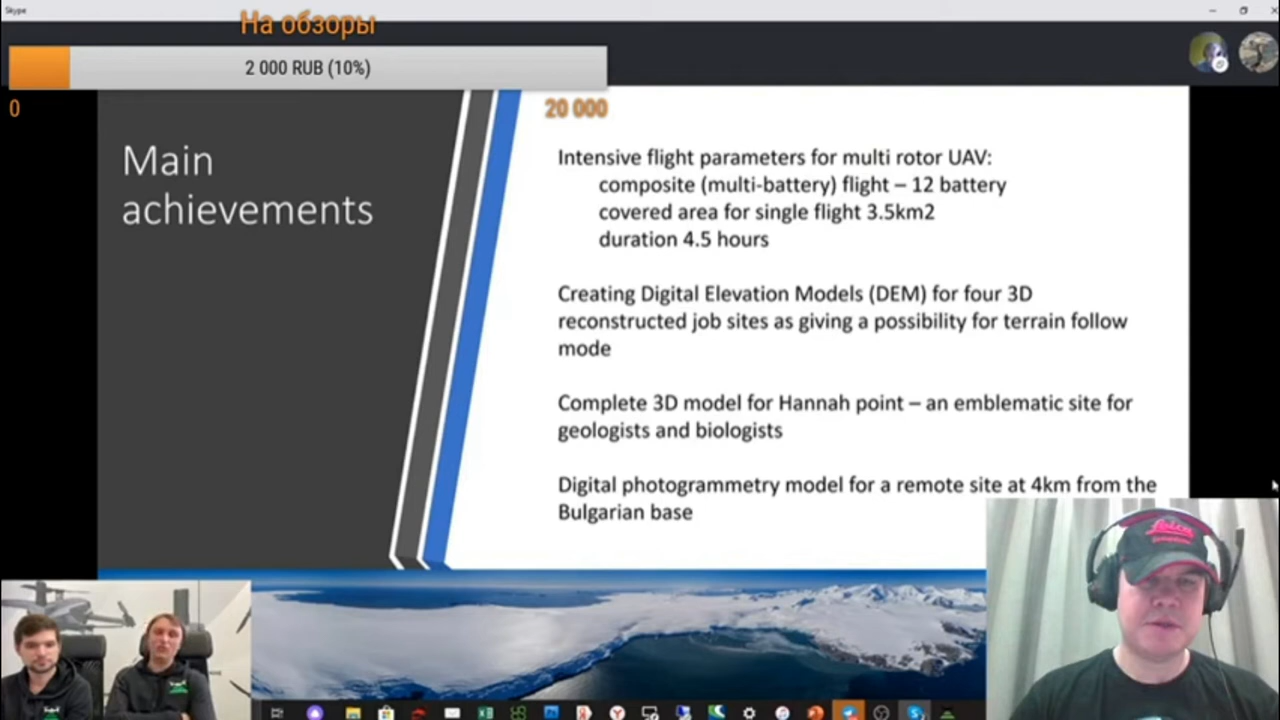 Skype
На обзоры
2 000 RUB (10%)
0
20 000
Main
achievements
Intensive flight parameters for multi rotor UAV:
composite (multi-battery) flight – 12 battery
covered area for single flight 3.5km2
duration 4.5 hours
Creating Digital Elevation Models (DEM) for four 3D
reconstructed job sites as giving a possibility for terrain follow
mode
Complete 3D model for Hannah point – an emblematic site for
geologists and biologists
Digital photogrammetry model for a remote site at 4km from the
Bulgarian base
Leica